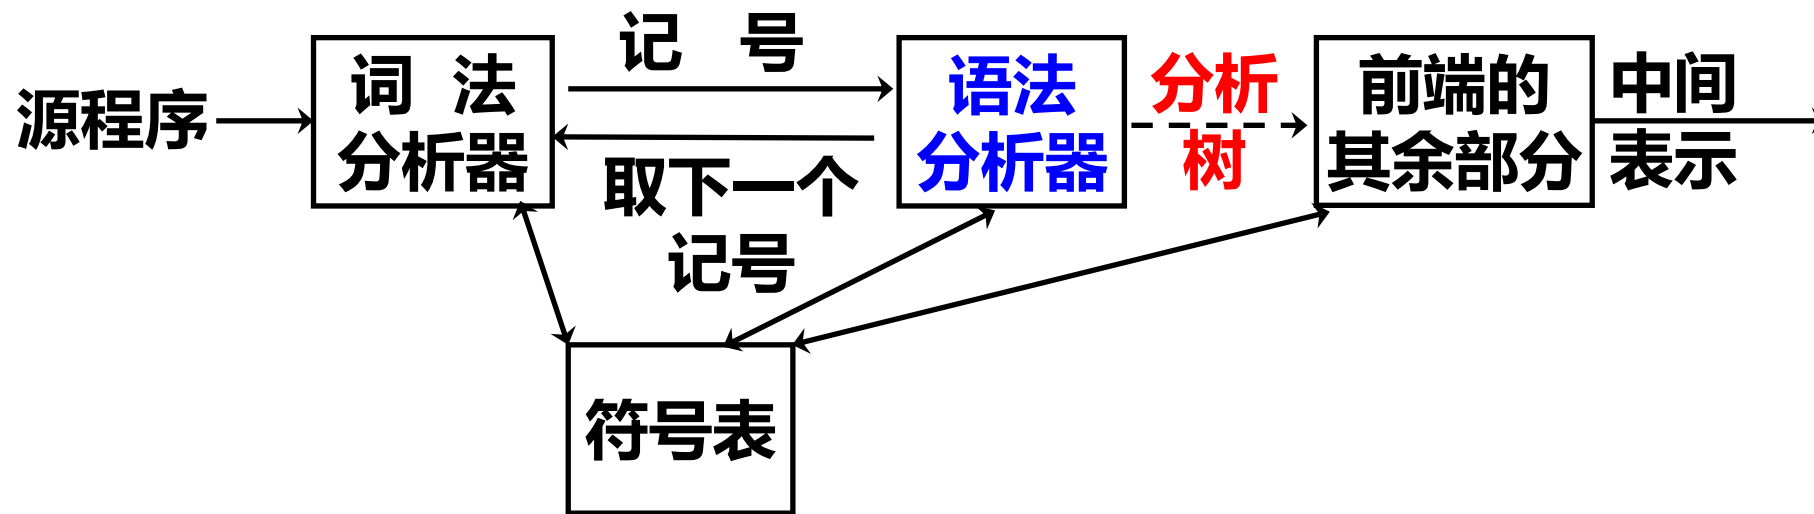 源程序
词 法
分析器
记 号
取下一个
记号
语法
分析器
分析
树
前端的
其余部分
中间
表示
符号表